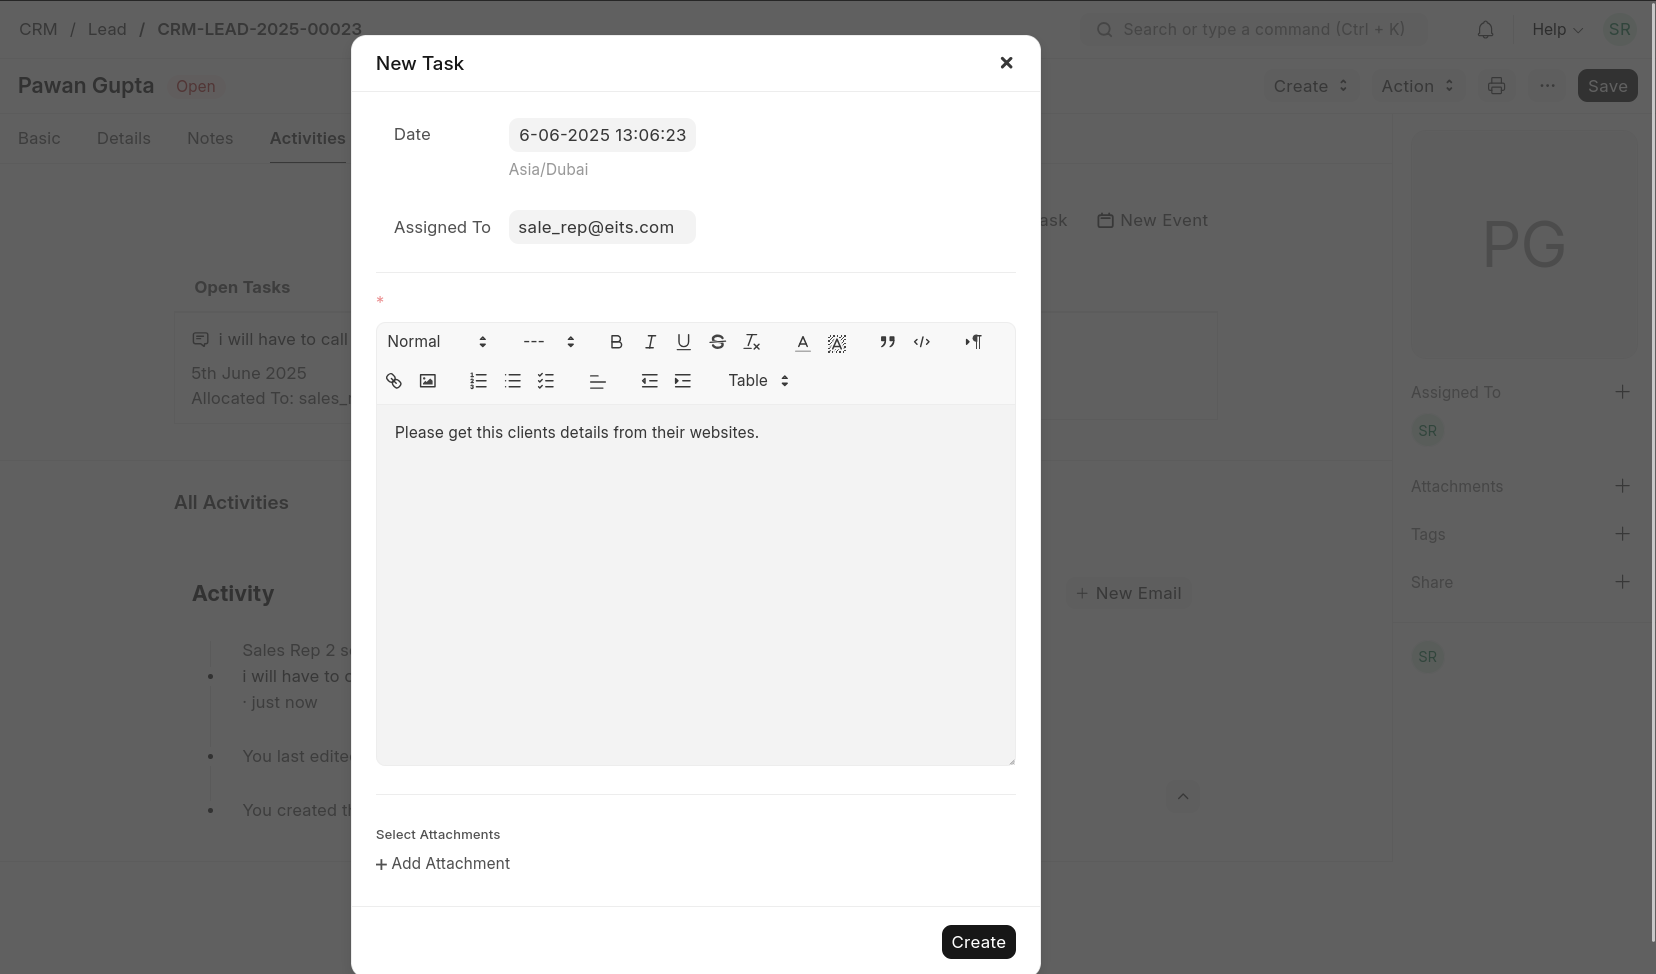 CRM / Lead / CRM-LEAD-2025-00023
Search or type a command (Ctrl + K)
Help
SR
Pawan Gupta
Open
Create
Action
...
Save
Basic
Details
Notes
Activities
New Task
Date
6-06-2025 13:06:23
Asia/Dubai
Assigned To
sale_rep@eits.com
*
Normal
---
B
I
U
S
A
A
Table
Please get this clients details from their websites.
Select Attachments
+ Add Attachment
Create
ask
New Event
Open Tasks
i will have to call
5th June 2025
Allocated To: sales_r
All Activities
Activity
+ New Email
Sales Rep 2 s
i will have to c
· just now
You last edite
You created th
PG
Assigned To
SR
Attachments
Tags
Share
SR